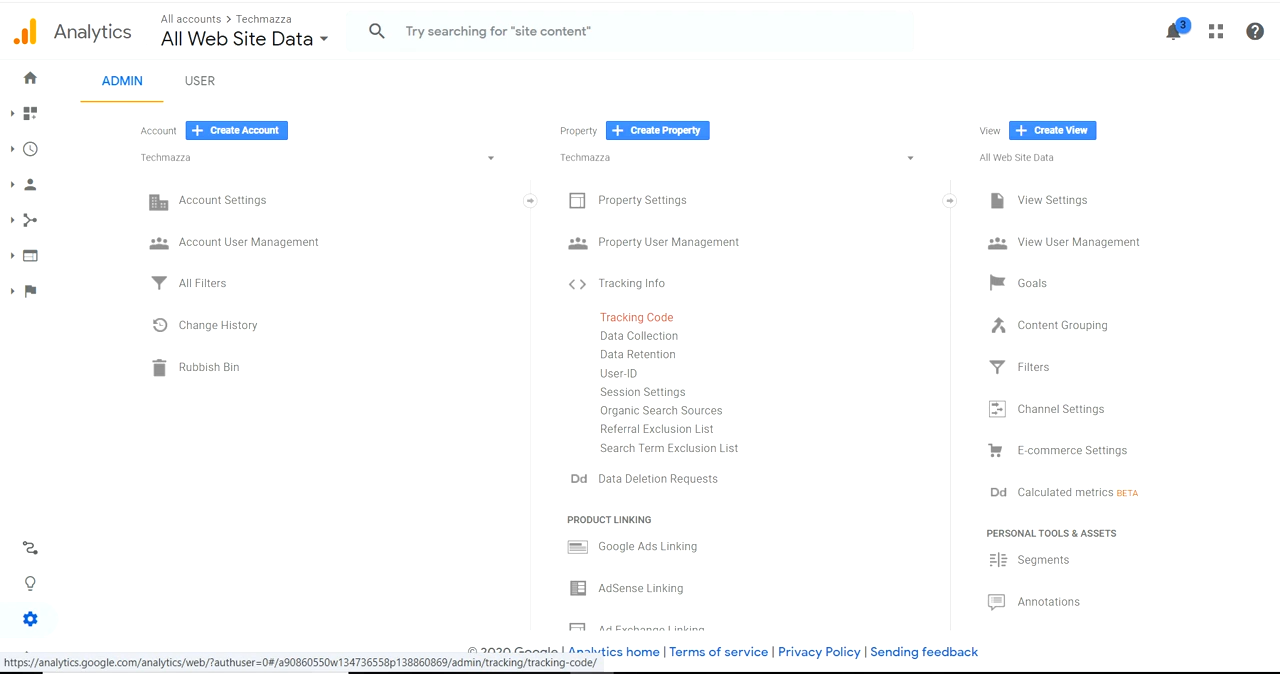 Analytics
All accounts > Techmazza
All Web Site Data
Try searching for "site content"
3
ADMIN
USER
Account
+ Create Account
Techmazza
Account Settings
Account User Management
All Filters
Change History
Rubbish Bin
Property
+ Create Property
Techmazza
Property Settings
Property User Management
Tracking Info
Tracking Code
Data Collection
Data Retention
User-ID
Session Settings
Organic Search Sources
Referral Exclusion List
Search Term Exclusion List
Dd Data Deletion Requests
PRODUCT LINKING
Google Ads Linking
AdSense Linking
Ad Exchange Linking
View
+ Create View
All Web Site Data
View Settings
View User Management
Goals
Content Grouping
Filters
Channel Settings
E-commerce Settings
Dd Calculated metrics BETA
PERSONAL TOOLS & ASSETS
Segments
Annotations
© 2020 Google | Analytics home | Terms of service | Privacy Policy | Sending feedback
https://analytics.google.com/analytics/web/?authuser=0#/a90860550w134736558p138860869/admin/tracking/tracking-code/